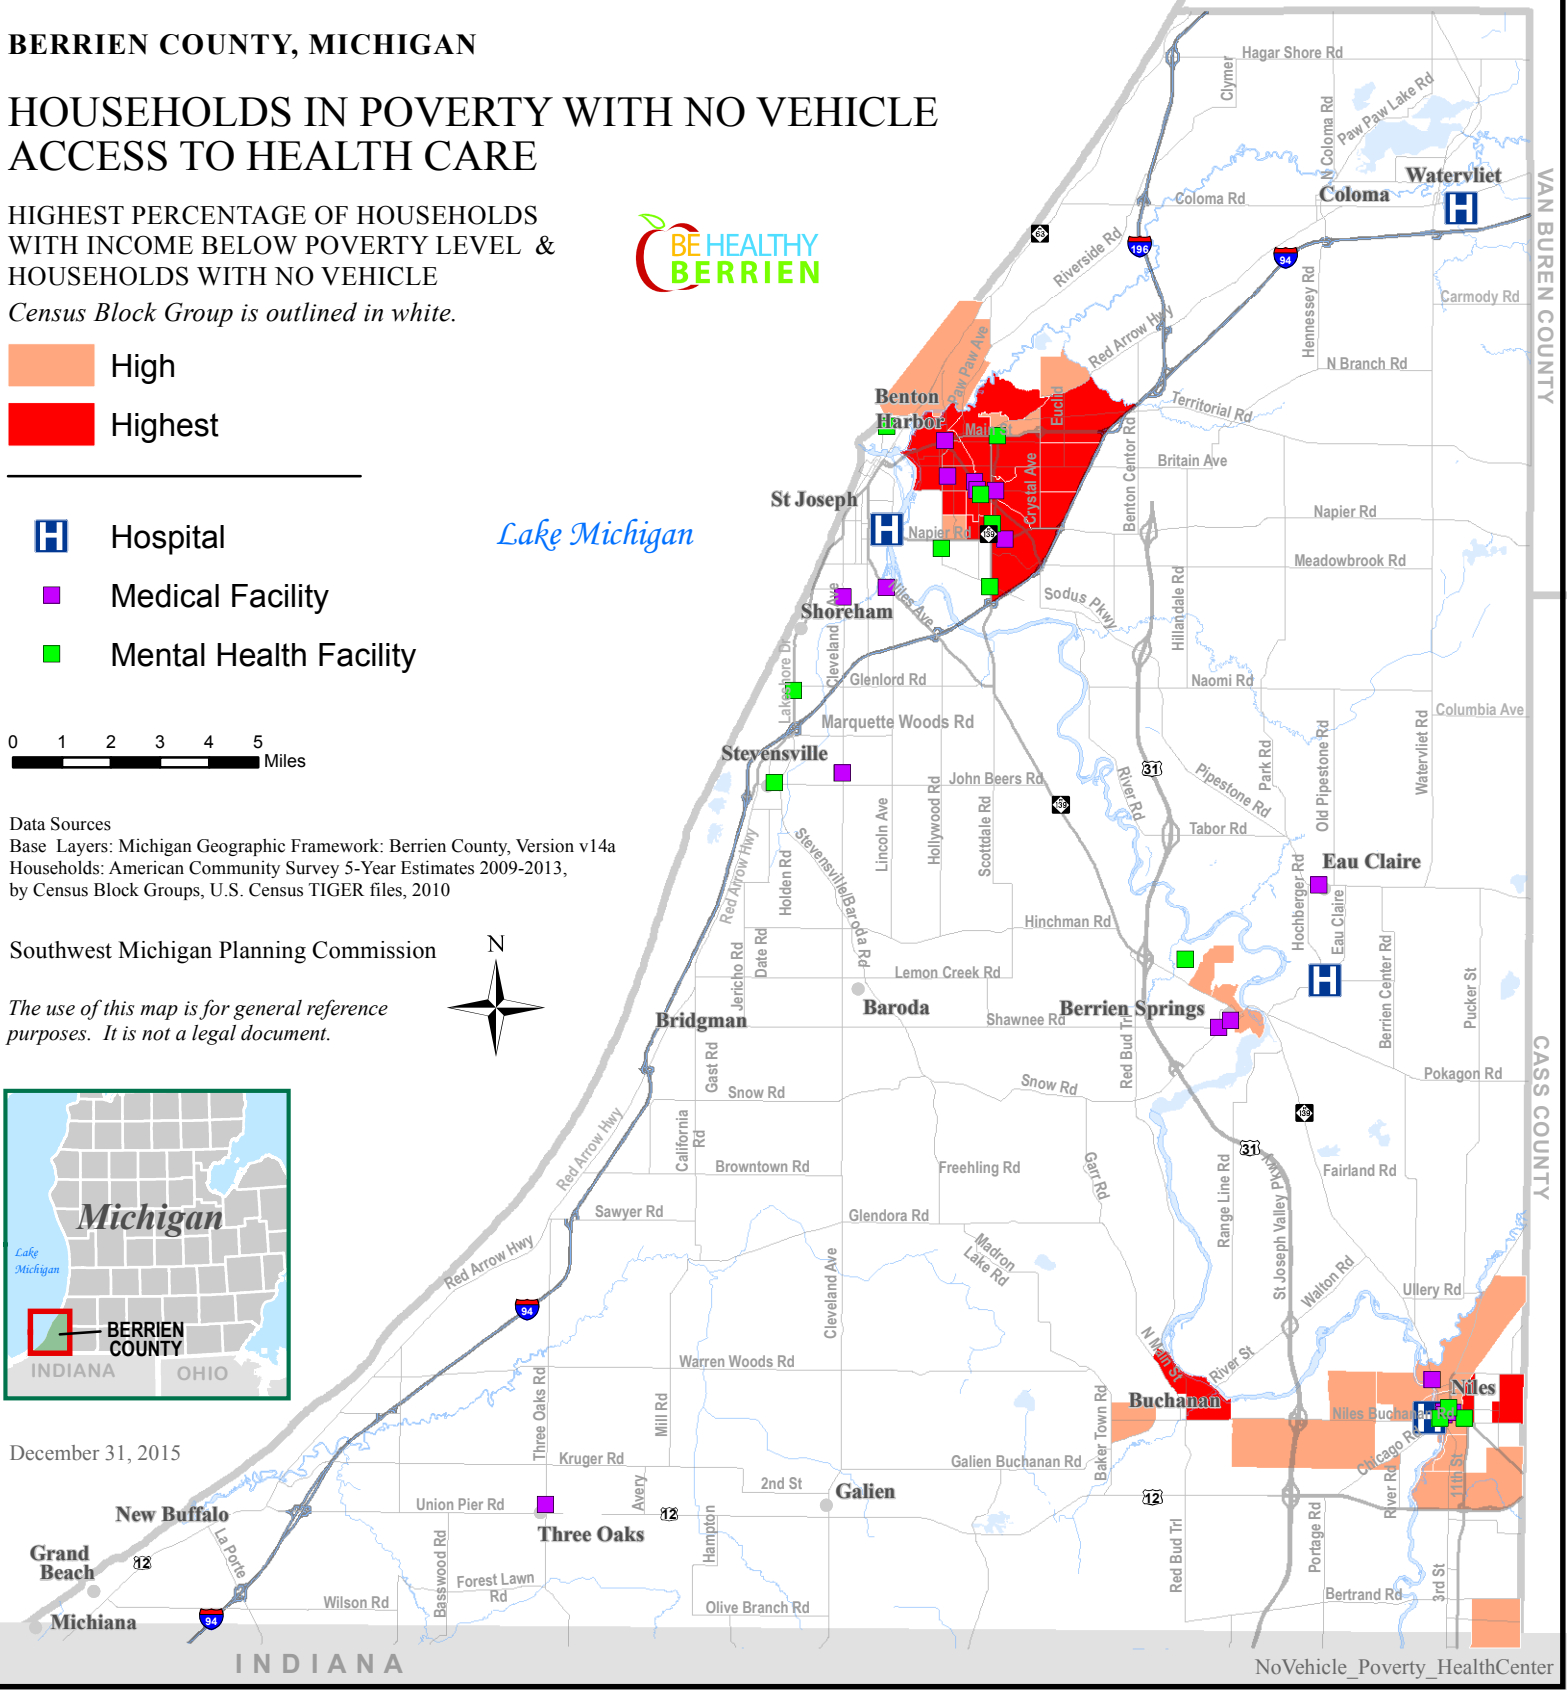 BERRIEN COUNTY, MICHIGAN
HOUSEHOLDS IN POVERTY WITH NO VEHICLE
ACCESS TO HEALTH CARE
HIGHEST PERCENTAGE OF HOUSEHOLDS
WITH INCOME BELOW POVERTY LEVEL &
HOUSEHOLDS WITH NO VEHICLE
Census Block Group is outlined in white.
High
Highest
BE HEALTHY
BERRIEN
H Hospital
Medical Facility
Mental Health Facility
Lake Michigan
0 1 2 3 4 5
Miles
Data Sources
Base Layers: Michigan Geographic Framework: Berrien County, Version v14a
Households: American Community Survey 5-Year Estimates 2009-2013,
by Census Block Groups, U.S. Census TIGER files, 2010
Southwest Michigan Planning Commission
N
The use of this map is for general reference
purposes. It is not a legal document.
Michigan
Lake
Michigan
BERRIEN
COUNTY
INDIANA
OHIO
December 31, 2015
Hagar Shore Rd
Clymer
N Coloma Rd
Paw Paw Lake Rd
Watervliet
H
Coloma
Coloma Rd
VAN BUREN COUNTY
63
Riverside Rd
196
94
Hennessey Rd
Carmody Rd
Red Arrow Hwy
N Branch Rd
Paw Paw Ave
Benton
Harbor
Main St
Euclid
Territorial Rd
Benton Centor Rd
Britain Ave
Crystal Ave
St Joseph
H
Napier Rd
139
Napier Rd
Meadowbrook Rd
Hillandale Rd
Sodus Pkwy
Niles Ave
Shoreham
Cleveland Ave
Lakeshore Dr
Glenlord Rd
Naomi Rd
Marquette Woods Rd
Columbia Ave
Watervliet Rd
Stevensville
John Beers Rd
31
River Rd
Pipestone Rd
Park Rd
Old Pipestone Rd
139
Tabor Rd
Lincoln Ave
Hollywood Rd
Scottdale Rd
Stevensville/Baroda Rd
Holden Rd
Red Arrow Hwy
Eau Claire
Hochberger Rd
Eau Claire
Hinchman Rd
Date Rd
Jericho Rd
Lemon Creek Rd
Berrien Center Rd
Pucker St
H
Baroda
Berrien Springs
Bridgman
Shawnee Rd
Red Bud Trl
Gast Rd
Snow Rd
Snow Rd
Pokagon Rd
CASS COUNTY
139
California
Rd
Red Arrow Hwy
31
Browntown Rd
Freehling Rd
Garr Rd
Range Line Rd
St Joseph Valley Pkwy
Fairland Rd
Sawyer Rd
Glendora Rd
Madron
Lake Rd
Red Arrow Hwy
Cleveland Ave
Walton Rd
Ullery Rd
94
N Main St
River St
Warren Woods Rd
Buchanan
Niles
Niles Buchanan Rd
H
Three Oaks Rd
Mill Rd
Baker Town Rd
Chicago Rd
Kruger Rd
2nd St
Galien Buchanan Rd
River Rd
11th St
Avery
Galien
12
New Buffalo
Union Pier Rd
12
Three Oaks
Hampton
Portage Rd
La Porte
Grand
Beach
12
Basswood Rd
Forest Lawn
Rd
Red Bud Trl
3rd St
Wilson Rd
Bertrand Rd
Olive Branch Rd
94
Michiana
INDIANA
NoVehicle_Poverty_HealthCenter